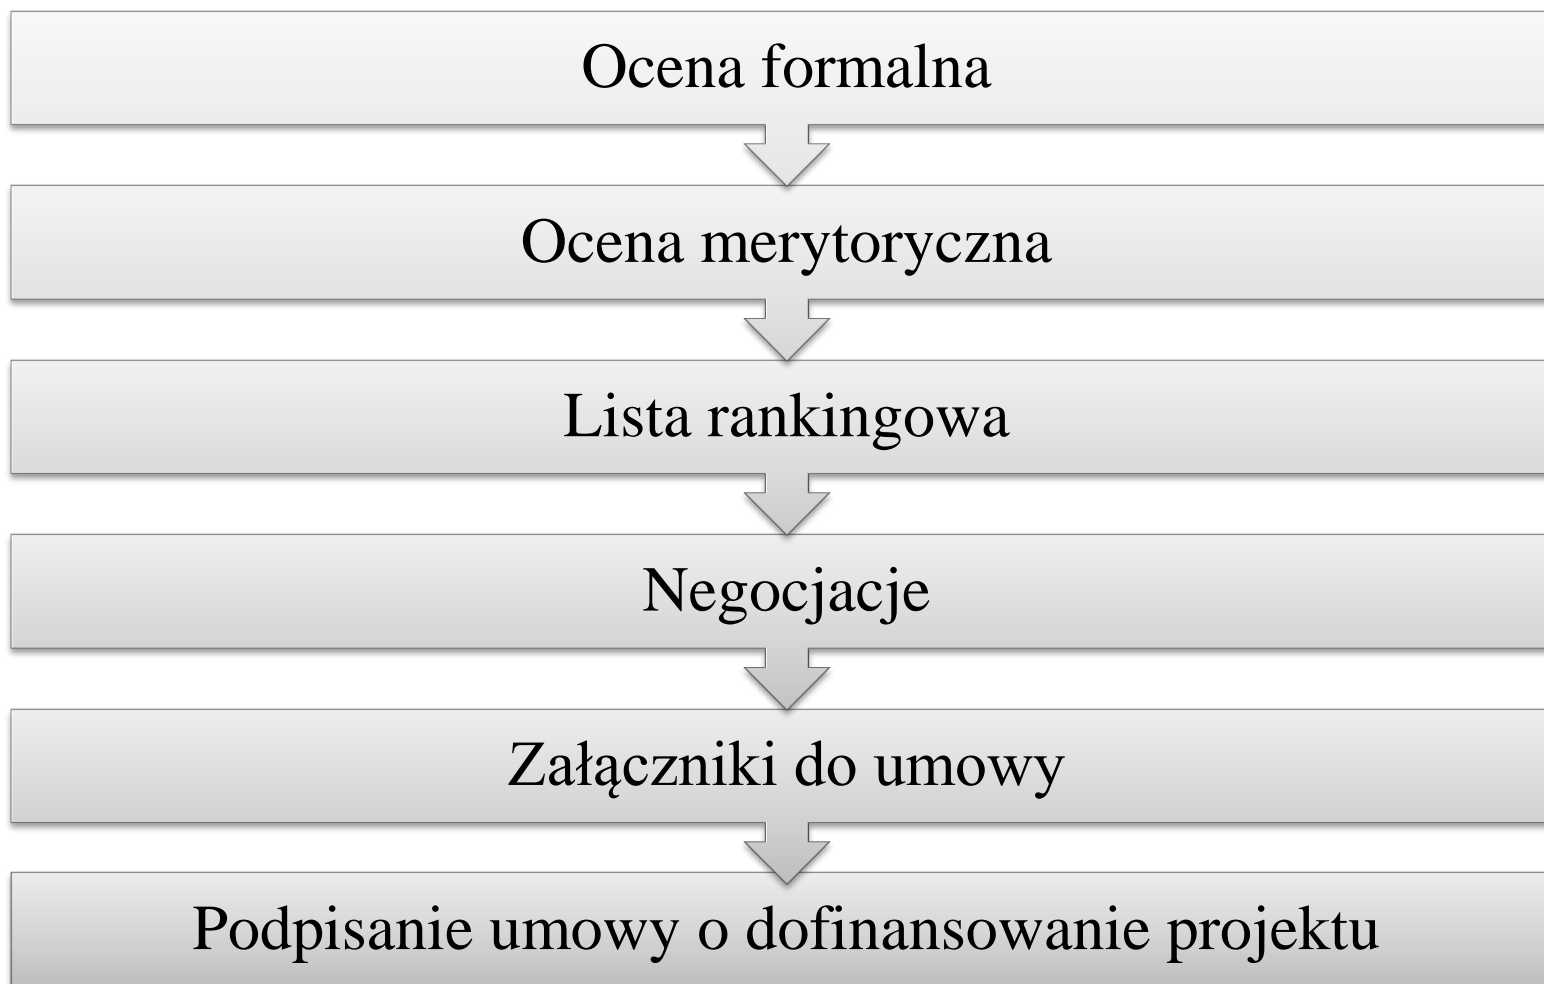 Ocena formalna
Ocena merytoryczna
Lista rankingowa
Negocjacje
Załączniki do umowy
Podpisanie umowy o dofinansowanie projektu